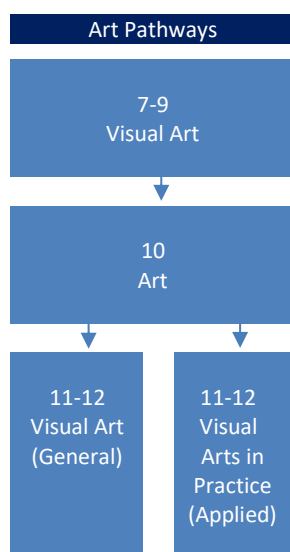 Art Pathways
7-9
Visual Art
10
Art
11-12
Visual Art
(General)
11-12
Visual
Arts in
Practice
(Applied)